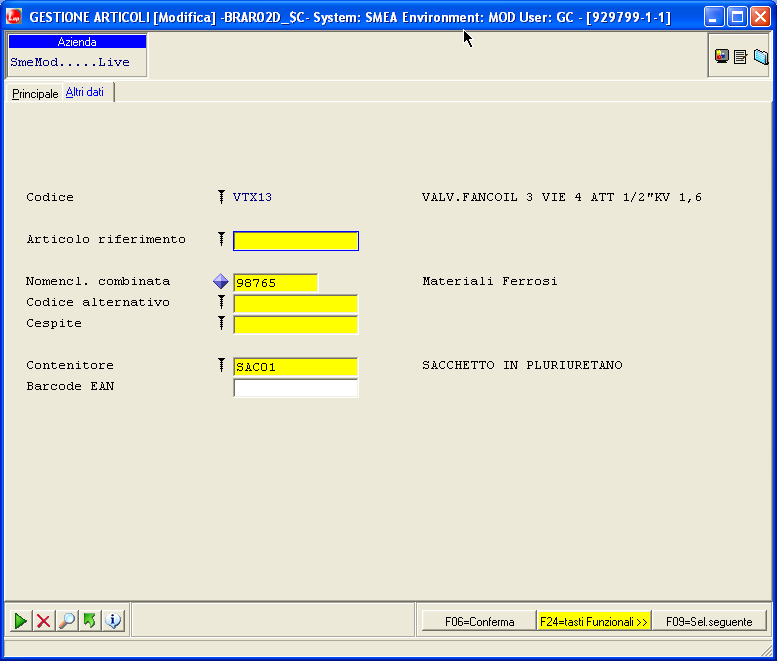 GESTIONE ARTICOLI [Modifica] -BRAR02D_$C- System: SMEA Environment: MOD User: GC - [929799-1-1]
Azienda
SmeMod.....Live
Principale Altri dati
Codice VTX13 VALV.FANCOIL 3 VIE 4 ATT 1/2"KV 1,6
Articolo riferimento
Nomencl. combinata 98765 Materiali Ferrosi
Codice alternativo
Cespite
Contenitore SAC01 SACCHETTO IN PLURIURETANO
Barcode EAN
F06=Conferma F24=tasti Funzionali >> F09=Sel.seguente